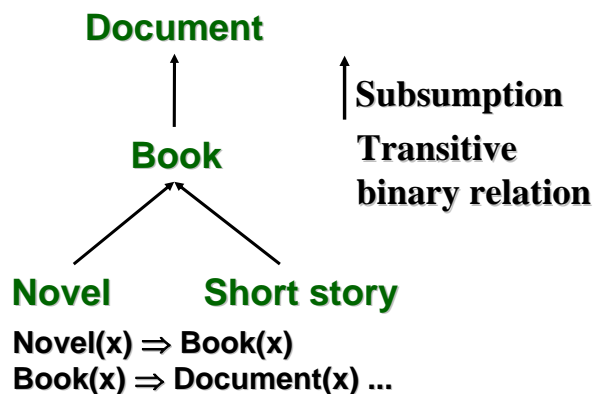 Document
Subsumption
Transitive
binary relation
Book
Novel Short story
Novel(x) ⇒ Book(x)
Book(x) ⇒ Document(x) ...